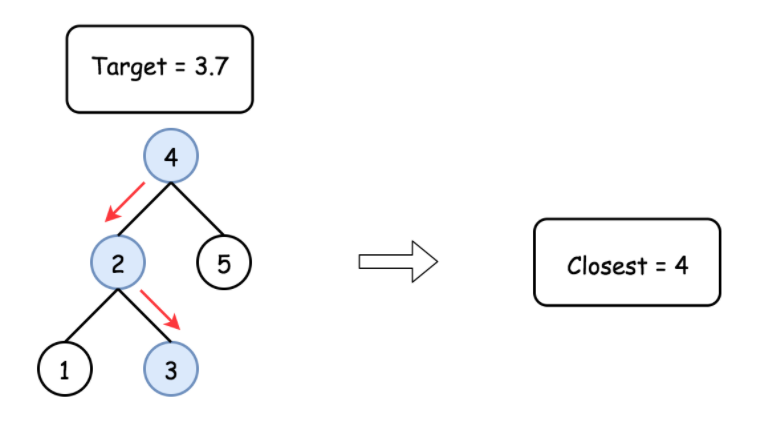 Target = 3.7
4
2
5
Closest = 4
1
3